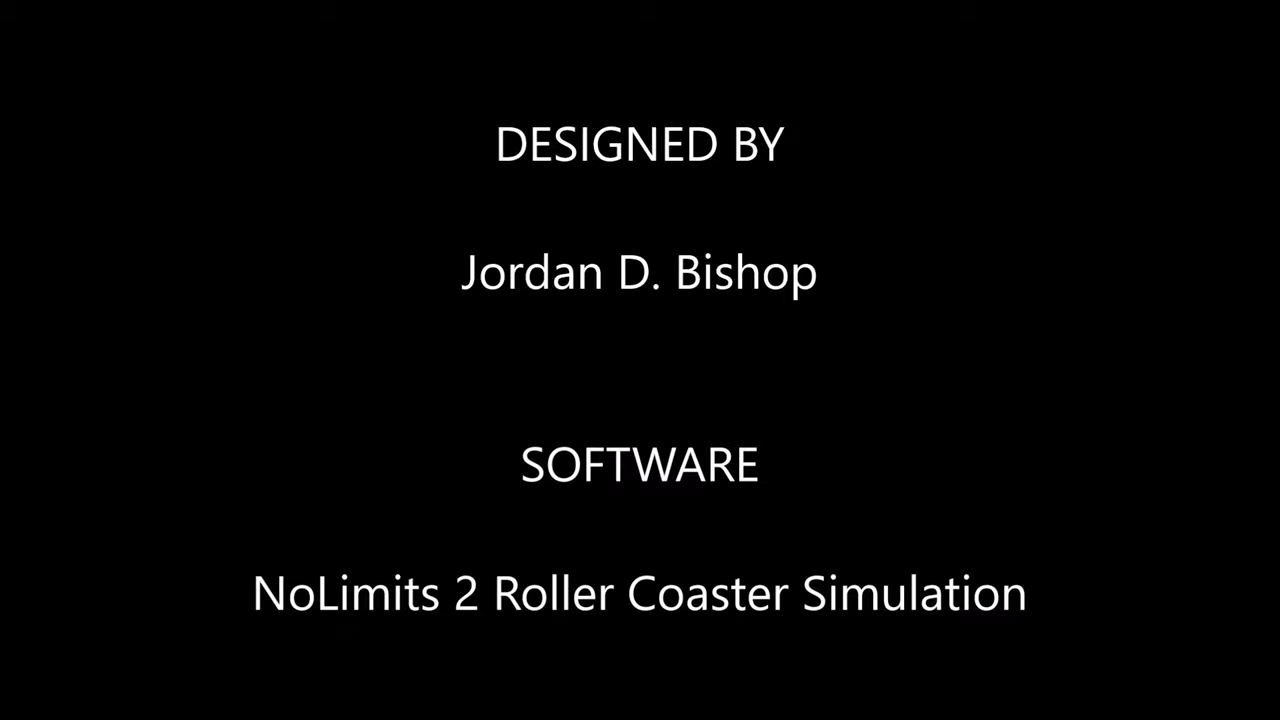 DESIGNED BY
Jordan D. Bishop
SOFTWARE
NoLimits 2 Roller Coaster Simulation